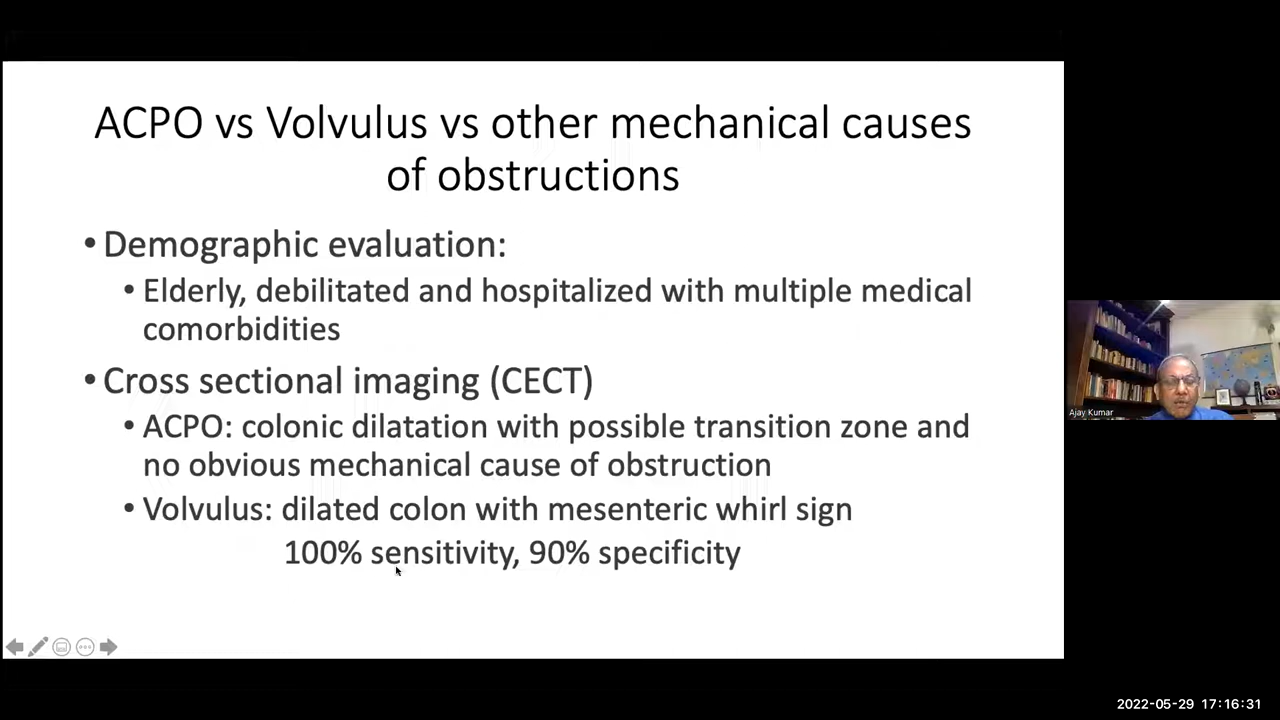 ACPO vs Volvulus vs other mechanical causes
of obstructions
• Demographic evaluation:
• Elderly, debilitated and hospitalized with multiple medical
comorbidities
• Cross sectional imaging (CECT)
• ACPO: colonic dilatation with possible transition zone and
no obvious mechanical cause of obstruction
• Volvulus: dilated colon with mesenteric whirl sign
100% sensitivity, 90% specificity
Ajay Kumar
2022-05-29 17:16:31